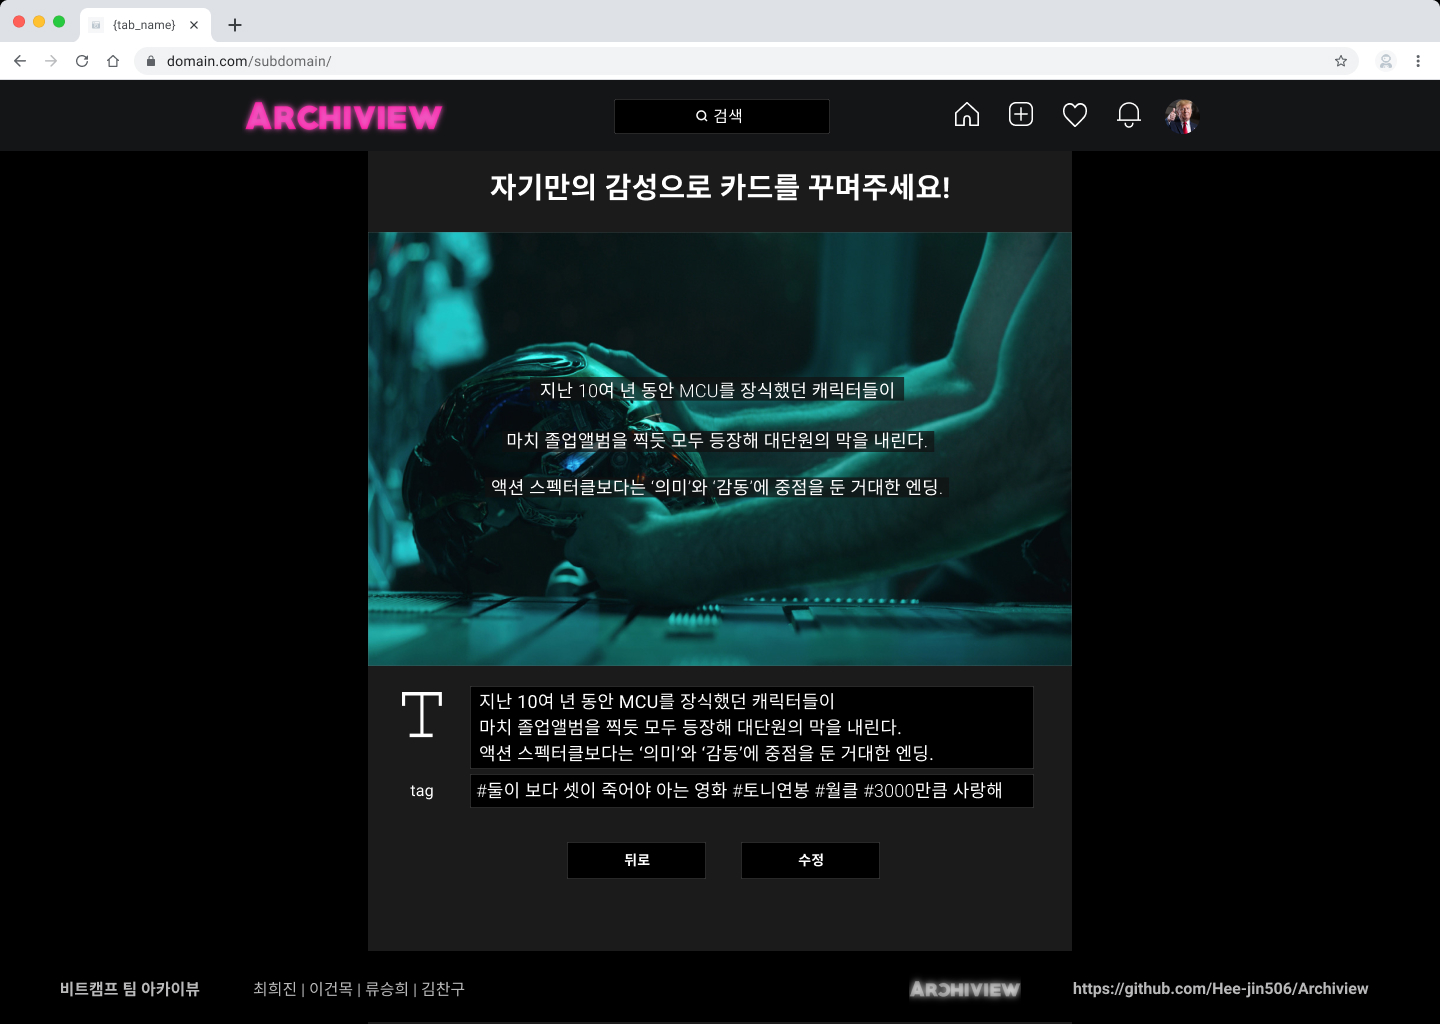 {tab_name}
domain.com/subdomain/
ARCHIVIEW
검색
자기만의 감성으로 카드를 꾸며주세요!
지난 10여 년 동안 MCU를 장식했던 캐릭터들이
마치 졸업앨범을 찍듯 모두 등장해 대단원의 막을 내린다.
액션 스펙터클보다는 ‘의미’와 ‘감동’에 중점을 둔 거대한 엔딩.
T
지난 10여 년 동안 MCU를 장식했던 캐릭터들이
마치 졸업앨범을 찍듯 모두 등장해 대단원의 막을 내린다.
액션 스펙터클보다는 ‘의미’와 ‘감동’에 중점을 둔 거대한 엔딩.
tag
#둘이 보다 셋이 죽어야 아는 영화 #토니연봉 #월클 #3000만큼 사랑해
뒤로
수정
비트캠프 팀 아카이뷰
최희진 | 이건목 | 류승희 | 김찬구
ARCHIVIEW
https://github.com/Hee-jin506/Archiview